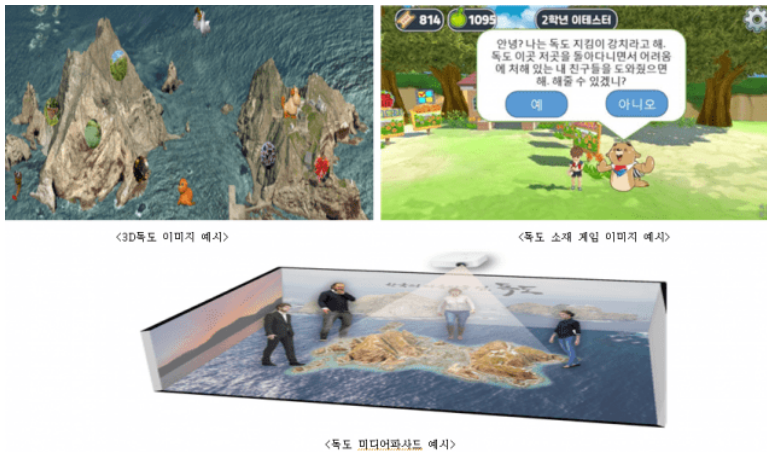 814
1095
2학년 이테스터
안녕? 나는 독도 지킴이 강치라고 해.
독도 이곳 저곳을 돌아다니면서 어려움
에 처해 있는 내 친구들을 도와줬으면
해. 해줄 수 있겠니?
예
아니오
<3D독도 이미지 예시>
<독도 소재 게임 이미지 예시>
독도
<독도 미디어파사드 예시>